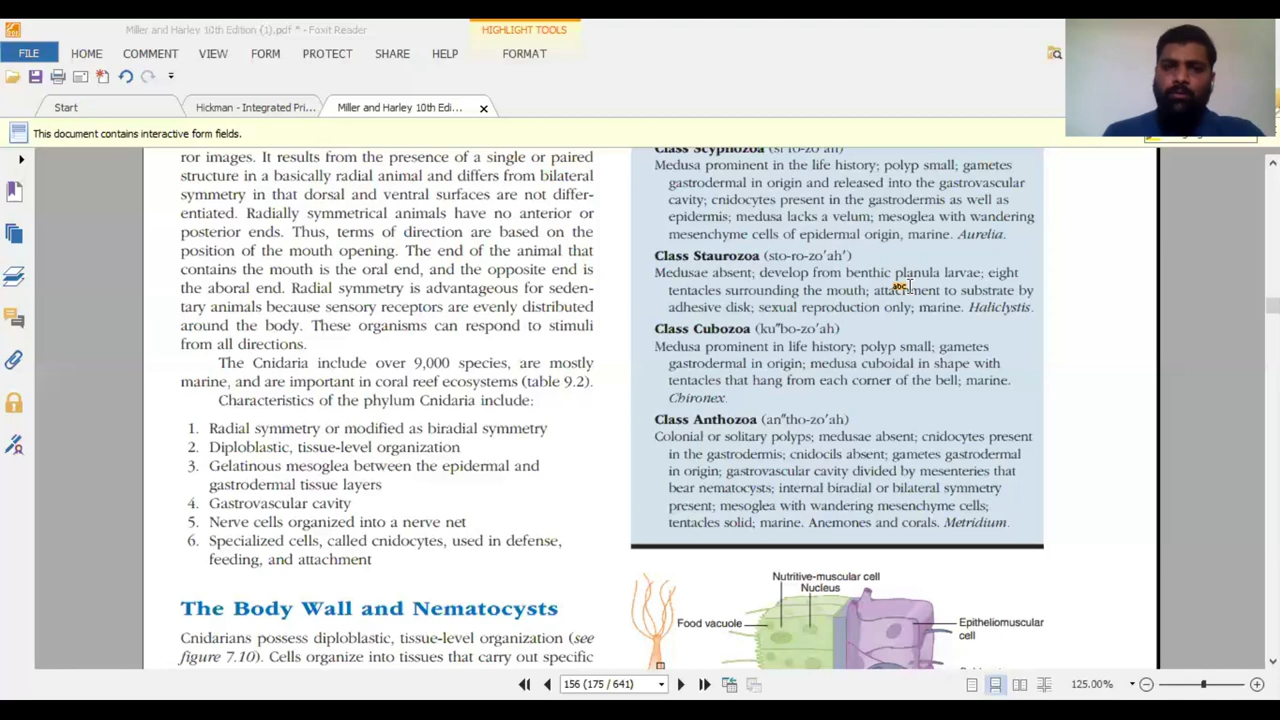 Miller and Harley 10th Edition (1).pdf * - Foxit Reader
HIGHLIGHT TOOLS
FILE HOME COMMENT VIEW FORM PROTECT SHARE HELP FORMAT
Start Hickman - Integrated Pri... Miller and Harley 10th Edi...
This document contains interactive form fields.
ror images. It results from the presence of a single or paired
structure in a basically radial animal and differs from bilateral
symmetry in that dorsal and ventral surfaces are not differ-
entiated. Radially symmetrical animals have no anterior or
posterior ends. Thus, terms of direction are based on the
position of the mouth opening. The end of the animal that
contains the mouth is the oral end, and the opposite end is
the aboral end. Radial symmetry is advantageous for seden-
tary animals because sensory receptors are evenly distributed
around the body. These organisms can respond to stimuli
from all directions.
The Cnidaria include over 9,000 species, are mostly
marine, and are important in coral reef ecosystems (table 9.2).
Characteristics of the phylum Cnidaria include:
1. Radial symmetry or modified as biradial symmetry
2. Diploblastic, tissue-level organization
3. Gelatinous mesoglea between the epidermal and
gastrodermal tissue layers
4. Gastrovascular cavity
5. Nerve cells organized into a nerve net
6. Specialized cells, called cnidocytes, used in defense,
feeding, and attachment
The Body Wall and Nematocysts
Cnidarians possess diploblastic, tissue-level organization (see
figure 7.10). Cells organize into tissues that carry out specific
Class Scyphozoa
Medusa prominent in the life history; polyp small; gametes
gastrodermal in origin and released into the gastrovascular
cavity; cnidocytes present in the gastrodermis as well as
epidermis; medusa lacks a velum; mesoglea with wandering
mesenchyme cells of epidermal origin, marine. Aurelia.
Class Staurozoa (sto-ro-zo′ah′)
Medusae absent; develop from benthic planula larvae; eight
tentacles surrounding the mouth; attachment to substrate by
adhesive disk; sexual reproduction only; marine. Haliclystis.
Class Cubozoa (ku″bo-zo′ah)
Medusa prominent in life history; polyp small; gametes
gastrodermal in origin; medusa cuboidal in shape with
tentacles that hang from each corner of the bell; marine.
Chironex.
Class Anthozoa (an″tho-zo′ah)
Colonial or solitary polyps; medusae absent; cnidocytes present
in the gastrodermis; cnidocils absent; gametes gastrodermal
in origin; gastrovascular cavity divided by mesenteries that
bear nematocysts; internal biradial or bilateral symmetry
present; mesoglea with wandering mesenchyme cells;
tentacles solid; marine. Anemones and corals. Metridium.
Nutritive-muscular cell
Nucleus
Food vacuole
Epitheliomuscular
cell
156 (175 / 641)
125.00%